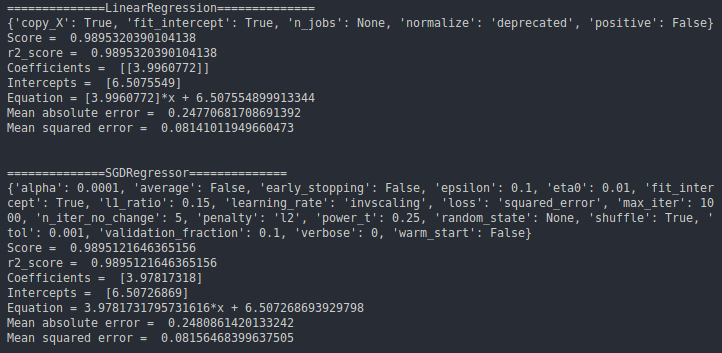 ==============LinearRegression==============
{'copy_X': True, 'fit_intercept': True, 'n_jobs': None, 'normalize': 'deprecated', 'positive': False}
Score =  0.9895320390104138
r2_score =  0.9895320390104138
Coefficients =  [[3.9960772]]
Intercepts =  [6.5075549]
Equation = [3.9960772]*x + 6.507554899913344
Mean absolute error =  0.24770681708691392
Mean squared error =  0.08141011949660473
==============SGDRegressor==============
{'alpha': 0.0001, 'average': False, 'early_stopping': False, 'epsilon': 0.1, 'eta0': 0.01, 'fit_inter
cept': True, 'l1_ratio': 0.15, 'learning_rate': 'invscaling', 'loss': 'squared_error', 'max_iter': 10
00, 'n_iter_no_change': 5, 'penalty': 'l2', 'power_t': 0.25, 'random_state': None, 'shuffle': True, '
tol': 0.001, 'validation_fraction': 0.1, 'verbose': 0, 'warm_start': False}
Score =  0.9895121646365156
r2_score =  0.9895121646365156
Coefficients =  [3.97817318]
Intercepts =  [6.50726869]
Equation = 3.9781731795731616*x + 6.507268693929798
Mean absolute error =  0.2480861420133242
Mean squared error =  0.08156468399637505